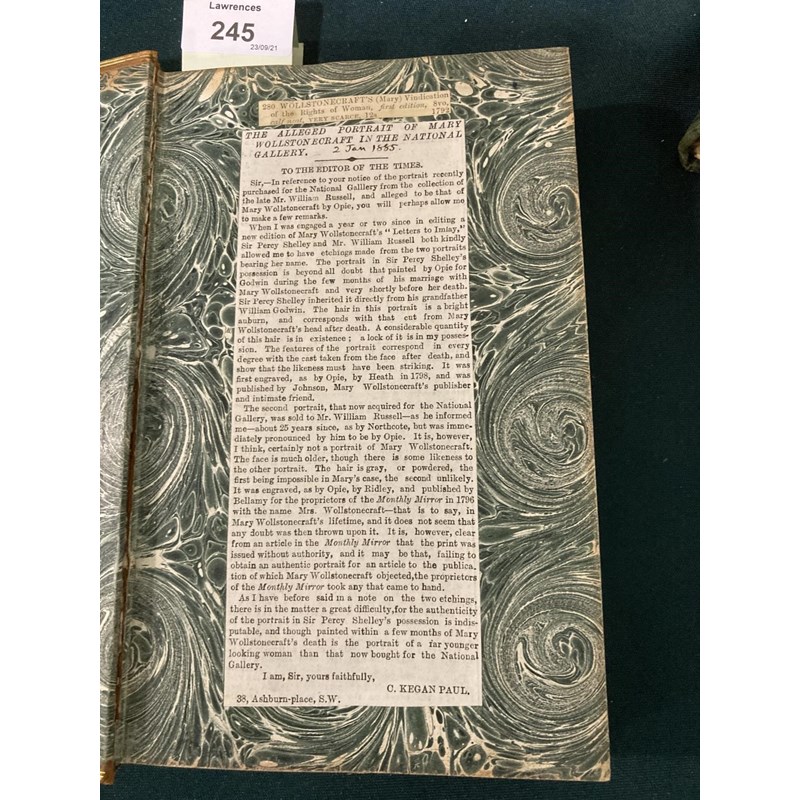 Lawrences
245
23/09/21
280 WOLLSTONECRAFT'S (Mary) Vindication
of the Rights of Woman, first edition, 8vo,
calf neat, VERY SCARCE, 12s 1792
THE ALLEGED PORTRAIT OF MARY
WOLLSTONECRAFT IN THE NATIONAL
GALLERY. 2 Jan 1885.
TO THE EDITOR OF THE TIMES.
Sir,—In reference to your notice of the portrait recently
purchased for the National Gallery from the collection of
the late Mr. William Russell, and alleged to be that of
Mary Wollstonecraft by Opie, you will perhaps allow me
to make a few remarks.
When I was engaged a year or two since in editing a
new edition of Mary Wollstonecraft's "Letters to Imlay,"
Sir Percy Shelley and Mr. William Russell both kindly
allowed me to have etchings made from the two portraits
bearing her name. The portrait in Sir Percy Shelley's
possession is beyond all doubt that painted by Opie for
Godwin during the few months of his marriage with
Mary Wollstonecraft and very shortly before her death.
Sir Percy Shelley inherited it directly from his grandfather
William Godwin. The hair in this portrait is a bright
auburn, and corresponds with that cut from Mary
Wollstonecraft's head after death. A considerable quantity
of this hair is in existence; a lock of it is in my posses-
sion. The features of the portrait correspond in every
degree with the cast taken from the face after death, and
show that the likeness must have been striking. It was
first engraved, as by Opie, by Heath in 1798, and was
published by Johnson, Mary Wollstonecraft's publisher
and intimate friend.
The second portrait, that now acquired for the National
Gallery, was sold to Mr. William Russell—as he informed
me—about 25 years since, as by Northcote, but was imme-
diately pronounced by him to be by Opie. It is, however,
I think, certainly not a portrait of Mary Wollstonecraft.
The face is much older, though there is some likeness to
the other portrait. The hair is gray, or powdered, the
first being impossible in Mary's case, the second unlikely.
It was engraved, as by Opie, by Ridley, and published by
Bellamy for the proprietors of the Monthly Mirror in 1796
with the name Mrs. Wollstonecraft—that is to say, in
Mary Wollstonecraft's lifetime, and it does not seem that
any doubt was then thrown upon it. It is, however, clear
from an article in the Monthly Mirror that the print was
issued without authority, and it may be that, failing to
obtain an authentic portrait for an article to the publica
tion of which Mary Wollstonecraft objected, the proprietors
of the Monthly Mirror took any that came to hand.
As I have before said in a note on the two etchings,
there is in the matter a great difficulty, for the authenticity
of the portrait in Sir Percy Shelley's possession is indis-
putable, and though painted within a few months of Mary
Wollstonecraft's death is the portrait of a far younger
looking woman than that now bought for the National
Gallery.
I am, Sir, yours faithfully,
C. KEGAN PAUL.
38, Ashburn-place, S.W.